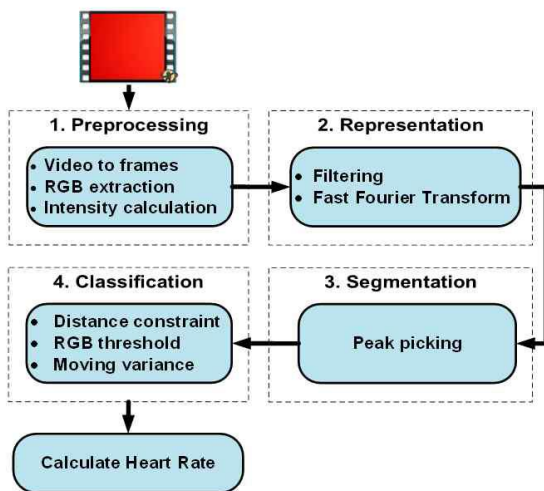 1. Preprocessing
• Video to frames
• RGB extraction
• Intensity calculation
2. Representation
• Filtering
• Fast Fourier Transform
3. Segmentation
Peak picking
4. Classification
• Distance constraint
• RGB threshold
• Moving variance
Calculate Heart Rate